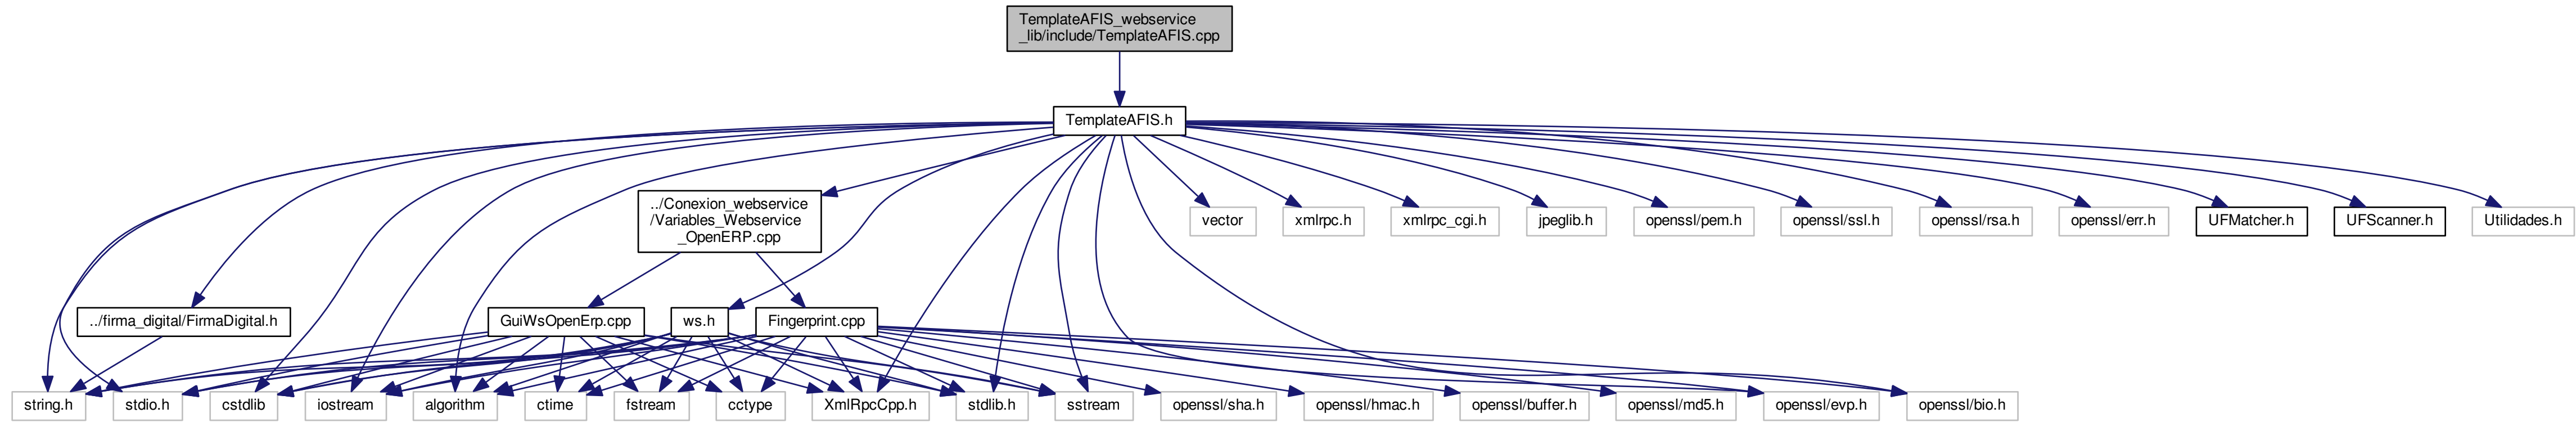 TemplateAFIS_webservice
_lib/include/TemplateAFIS.cpp
TemplateAFIS.h
../Conexion_webservice
/Variables_Webservice
_OpenERP.cpp
vector
xmlrpc.h
xmlrpc_cgi.h
jpeglib.h
openssl/pem.h
openssl/ssl.h
openssl/rsa.h
openssl/err.h
UFMatcher.h
UFScanner.h
Utilidades.h
../firma_digital/FirmaDigital.h
GuiWsOpenErp.cpp
ws.h
Fingerprint.cpp
string.h
stdio.h
cstdlib
iostream
algorithm
ctime
fstream
cctype
XmlRpcCpp.h
stdlib.h
sstream
openssl/sha.h
openssl/hmac.h
openssl/buffer.h
openssl/md5.h
openssl/evp.h
openssl/bio.h